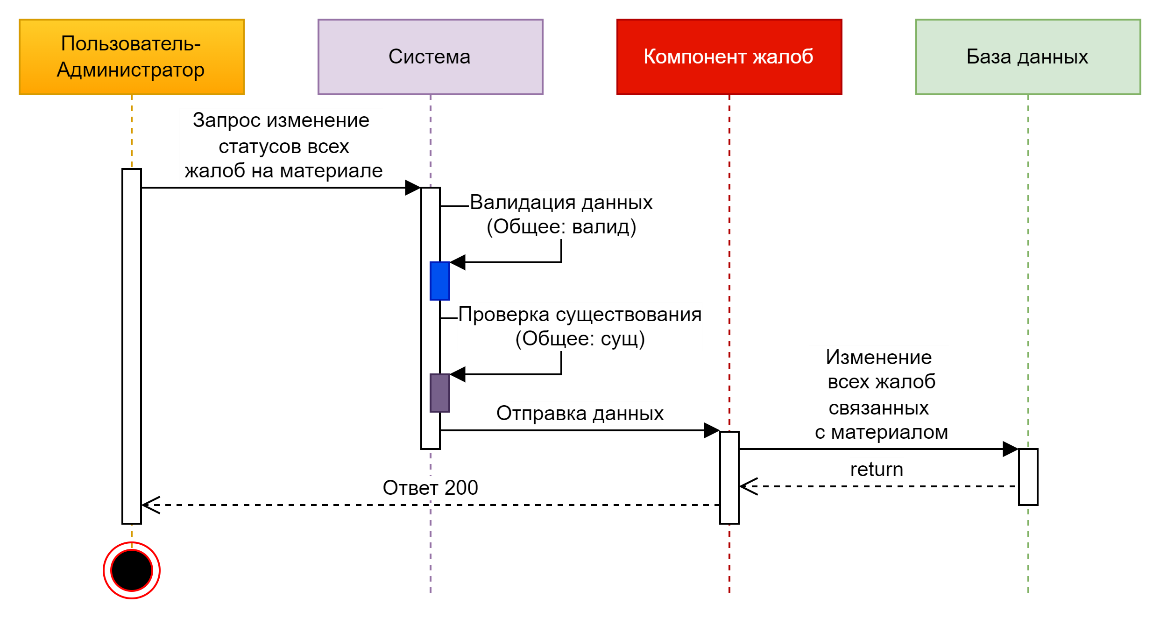 Пользователь-
Администратор
Система
Компонент жалоб
База данных
Запрос изменение
статусов всех
жалоб на материале
Валидация данных
(Общее: валид)
Проверка существования
(Общее: сущ)
Отправка данных
Изменение
всех жалоб
связанных
с материалом
return
Ответ 200